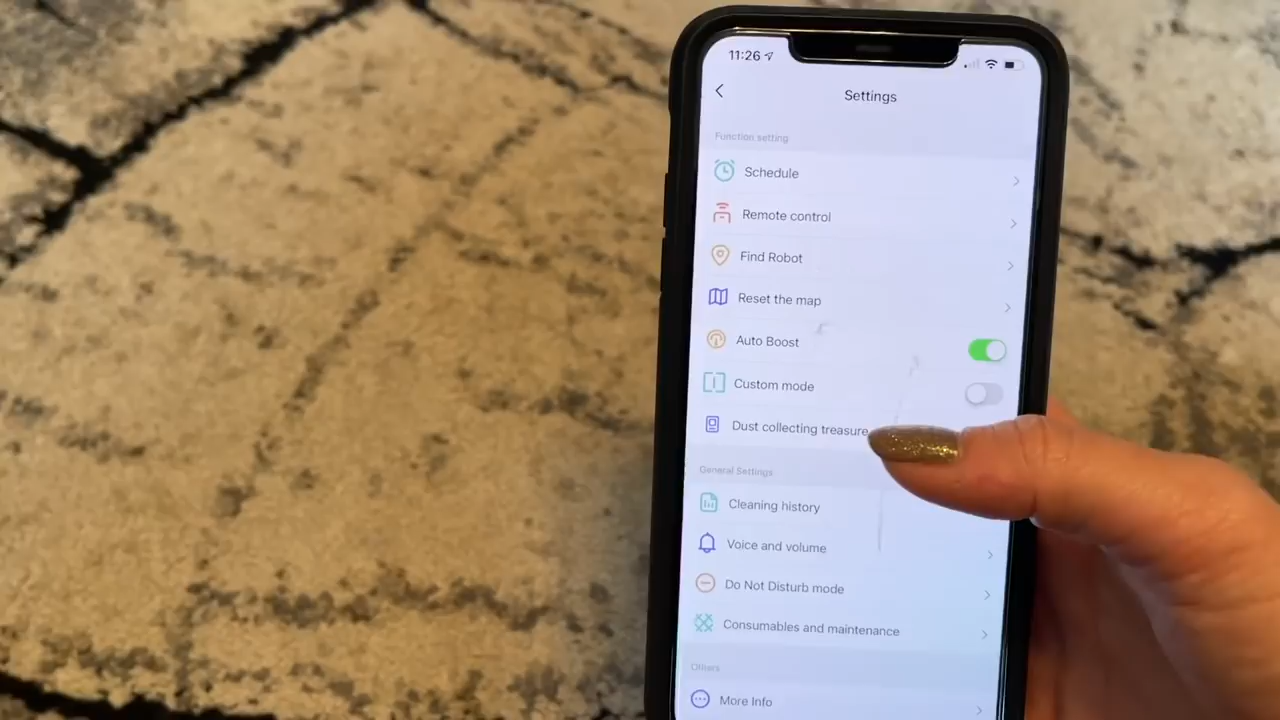 11:26
Settings
Function setting
Schedule
Remote control
Find Robot
Reset the map
Auto Boost
Custom mode
Dust collecting treasure
General Settings
Cleaning history
Voice and volume
Do Not Disturb mode
Consumables and maintenance
Others
More Info